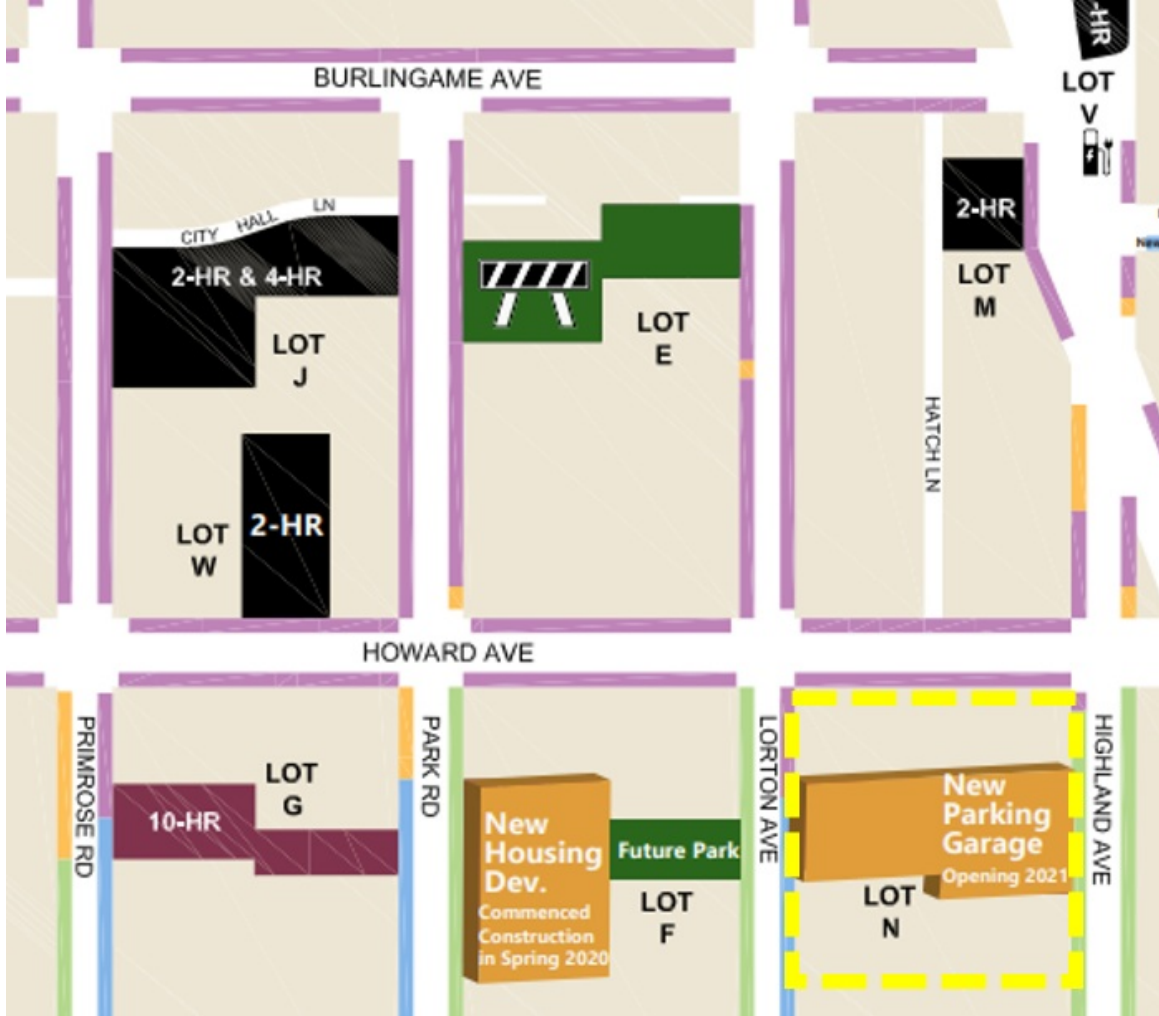 -HR
BURLINGAME AVE
LOT
V
CITY HALL LN
2-HR & 4-HR
2-HR
LOT
M
LOT
E
LOT
J
HATCH LN
2-HR
LOT
W
HOWARD AVE
PRIMROSE RD
PARK RD
LORTON AVE
HIGHLAND AVE
LOT
G
10-HR
New
Housing
Dev.
Commenced
Construction
in Spring 2020
Future Park
LOT
F
New
Parking
Garage
Opening 2021
LOT
N